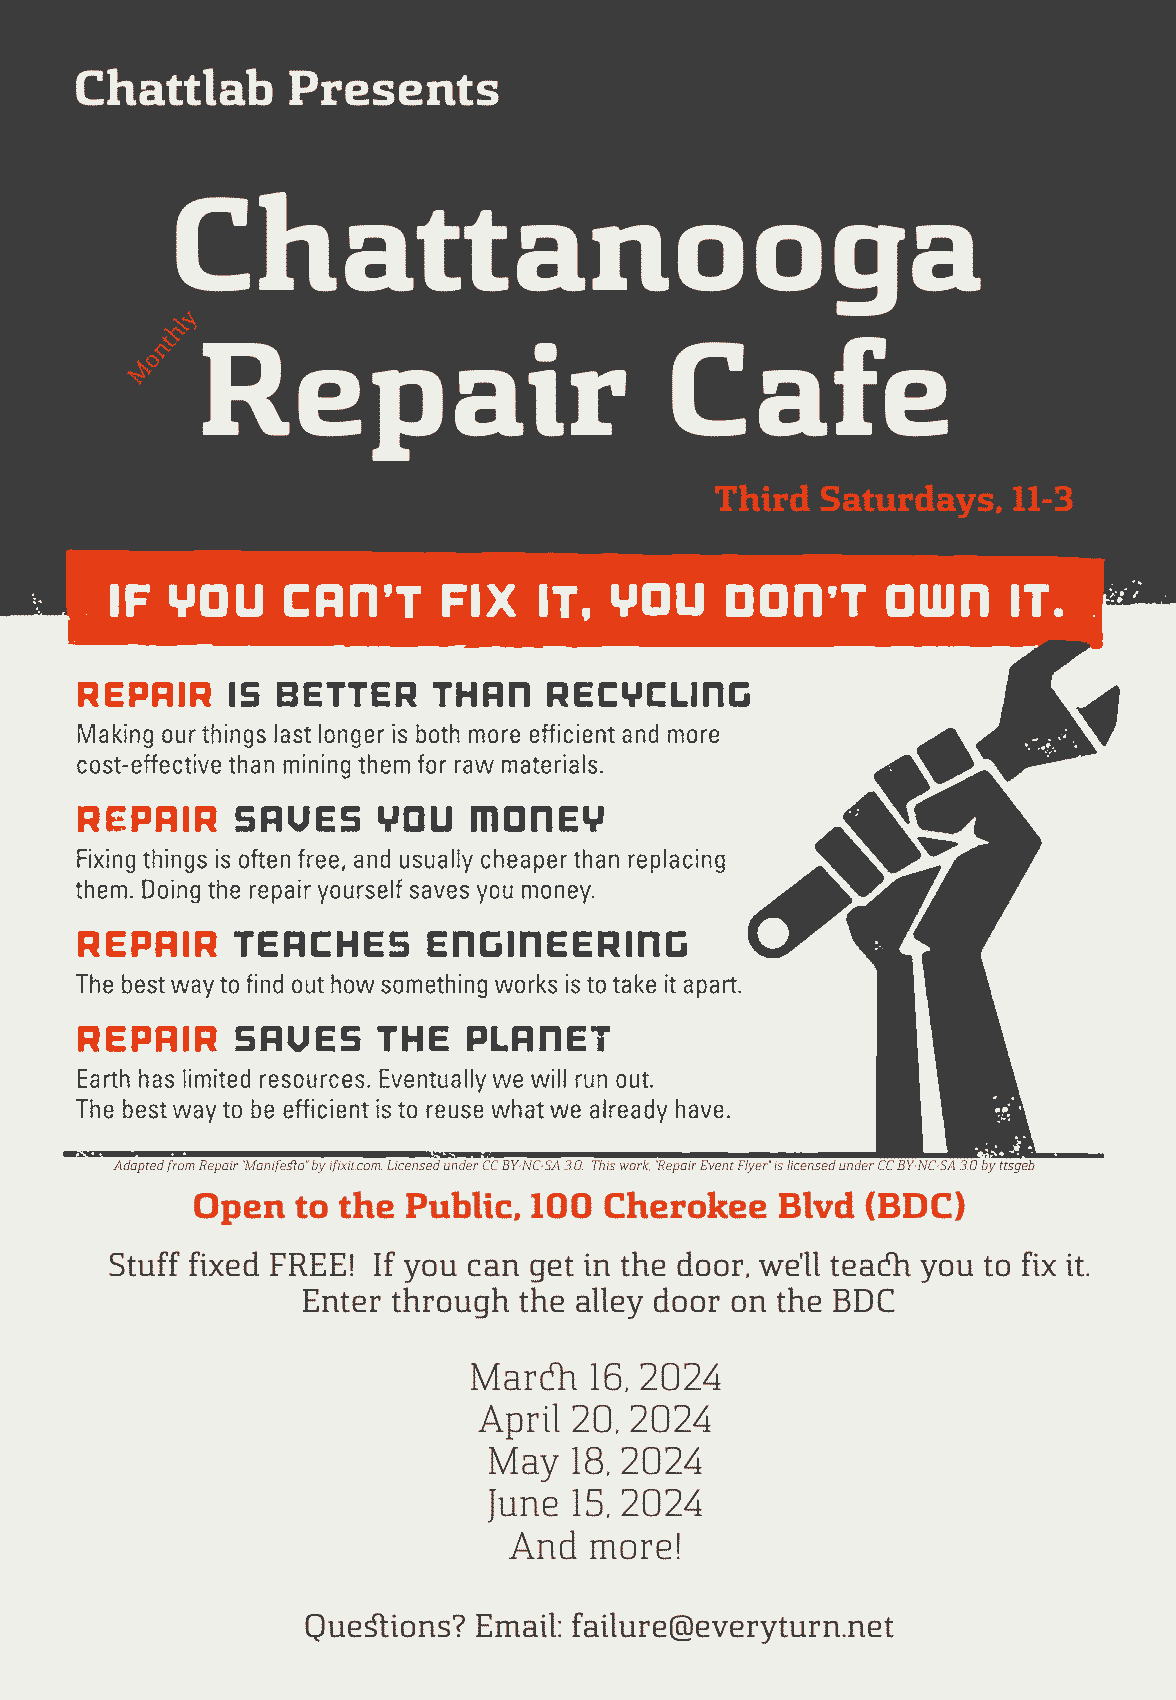 Chattlab Presents
Chattanooga
Monthly
Repair Cafe
Third Saturdays, 11-3
IF YOU CAN'T FIX IT, YOU DON'T OWN IT.
REPAIR IS BETTER THAN RECYCLING
Making our things last longer is both more efficient and more
cost-effective than mining them for raw materials.
REPAIR SAVES YOU MONEY
Fixing things is often free, and usually cheaper than replacing
them. Doing the repair yourself saves you money.
REPAIR TEACHES ENGINEERING
The best way to find out how something works is to take it apart.
REPAIR SAVES THE PLANET
Earth has limited resources. Eventually we will run out.
The best way to be efficient is to reuse what we already have.
Adapted from Repair "Manifesto" by ifixit.com. Licensed under CC BY-NC-SA 3.0. This work, "Repair Event Flyer" is licensed under CC BY-NC-SA 3.0 by ttsgeb
Open to the Public, 100 Cherokee Blvd (BDC)
Stuff fixed FREE! If you can get in the door, we'll teach you to fix it.
Enter through the alley door on the BDC
March 16, 2024
April 20, 2024
May 18, 2024
June 15, 2024
And more!
Questions? Email: failure@everyturn.net